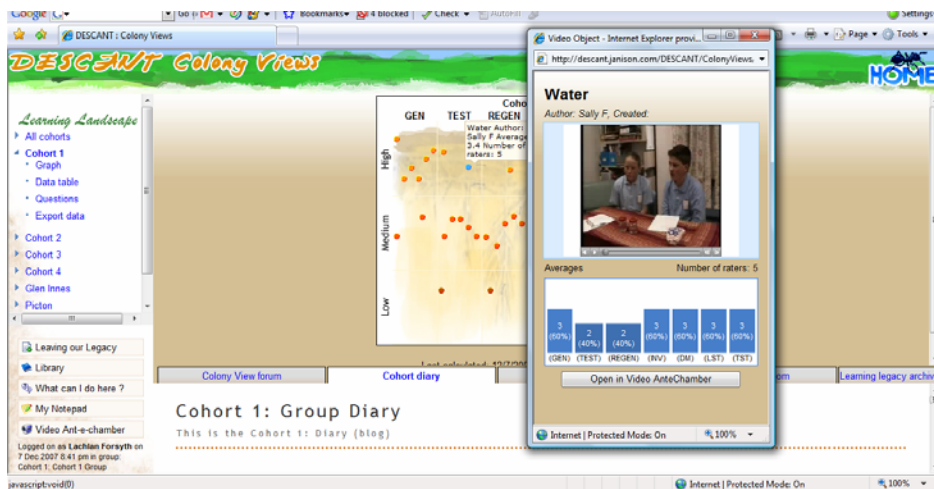 Google
Go
Bookmarks
4 blocked
Check
AutoFill
Settings
DESCANT : Colony Views
Page
Tools
DESCANT Colony Views
HOME
Learning Landscape
All cohorts
Cohort 1
Graph
Data table
Questions
Export data
Cohort 2
Cohort 3
Cohort 4
Glen Innes
Picton
Leaving our Legacy
Library
What can I do here ?
My Notepad
Video Ant-e-chamber
Logged on as Lachlan Forsyth on
7 Dec 2007 8:41 pm in group:
Cohort 1: Cohort 1 Group
GEN TEST REGEN
Water Author:
Sally F Average
3.4 Number of
raters: 5
High
Medium
Low
Colony View forum
Cohort diary
Learning legacy archiv
Cohort 1: Group Diary
This is the Cohort 1: Diary (blog)
Video Object - Internet Explorer provi...
http://descant.janison.com/DESCANT/ColonyViews.
Water
Author: Sally F, Created:
Averages Number of raters: 5
3 2 2 3 3 3 3
(60%) (40%) (40%) (60%) (60%) (60%) (60%)
(GEN) (TEST) (REGEN) (INV) (DM) (LST) (TST)
Open in Video AnteChamber
Internet | Protected Mode: On 100%
javascript:void(0)
Internet | Protected Mode: On 100%